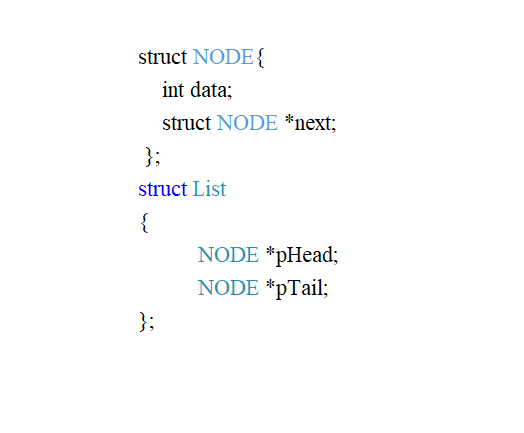 struct NODE{
int data;
struct NODE *next;
};
struct List
{
NODE *pHead;
NODE *pTail;
};